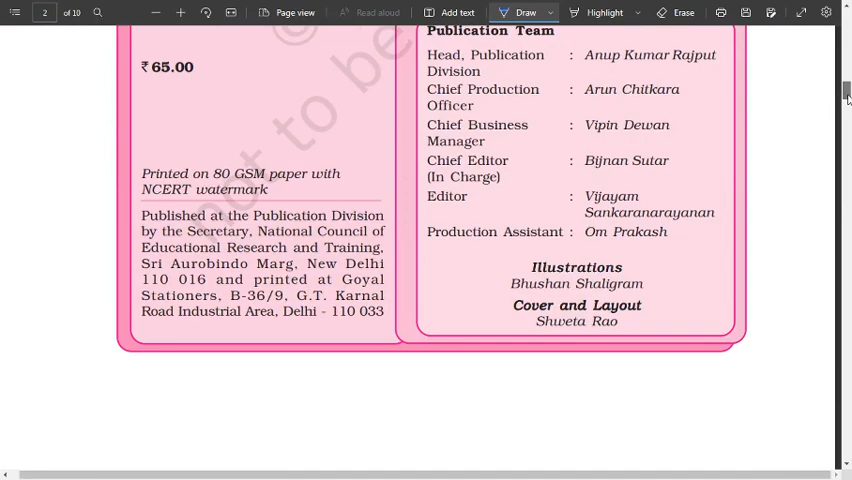 2 of 10 Page view Read aloud Add text Draw Highlight Erase
₹ 65.00
Printed on 80 GSM paper with
NCERT watermark
Published at the Publication Division
by the Secretary, National Council of
Educational Research and Training,
Sri Aurobindo Marg, New Delhi
110 016 and printed at Goyal
Stationers, B-36/9, G.T. Karnal
Road Industrial Area, Delhi - 110 033
Publication Team
Head, Publication : Anup Kumar Rajput
Division
Chief Production : Arun Chitkara
Officer
Chief Business : Vipin Dewan
Manager
Chief Editor : Bijnan Sutar
(In Charge)
Editor : Vijayam
Sankaranarayanan
Production Assistant : Om Prakash
Illustrations
Bhushan Shaligram
Cover and Layout
Shweta Rao
© not to be